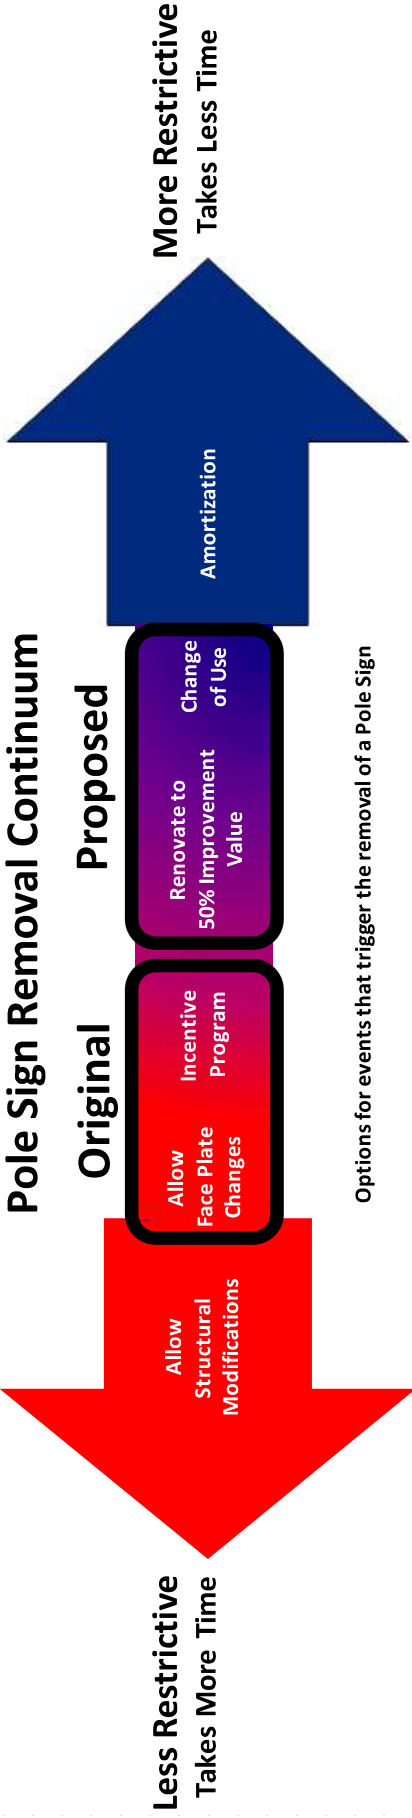 Pole Sign Removal Continuum
Original
Proposed
Less Restrictive
Takes More Time
Allow
Structural
Modifications
Allow
Face Plate
Changes
Incentive
Program
Renovate to
50% Improvement
Value
Change
of Use
Amortization
More Restrictive
Takes Less Time
Options for events that trigger the removal of a Pole Sign